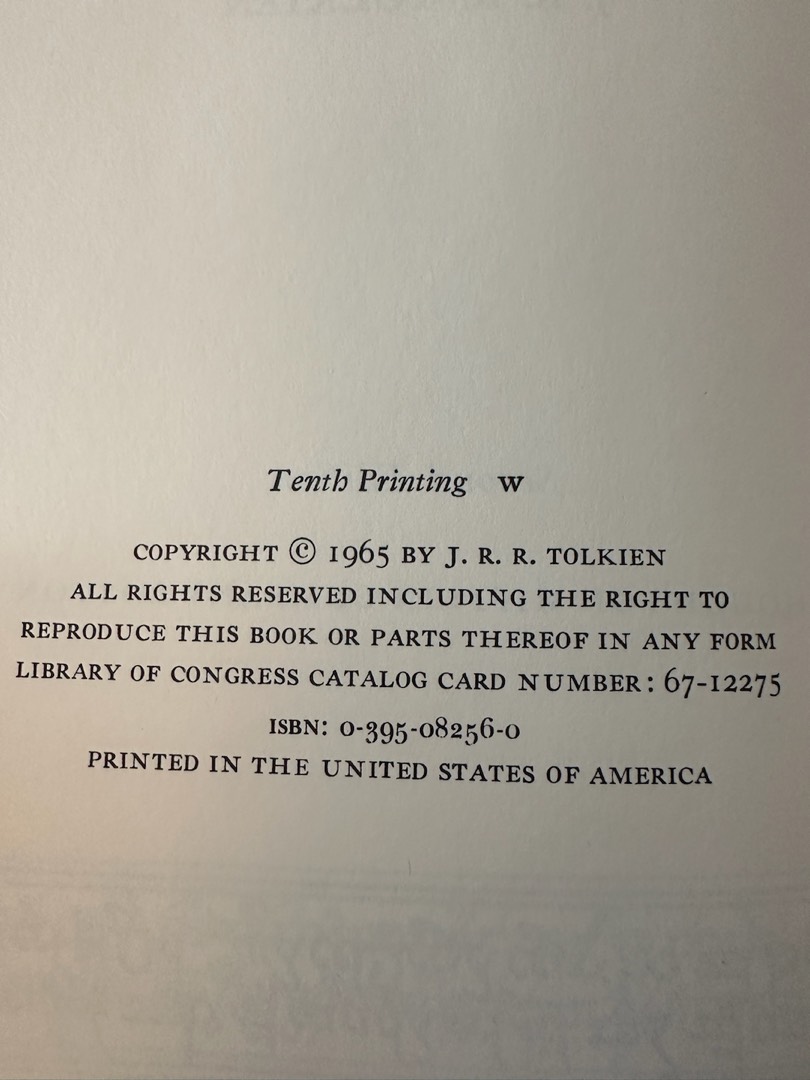 Tenth Printing w
COPYRIGHT © 1965 BY J. R. R. TOLKIEN
ALL RIGHTS RESERVED INCLUDING THE RIGHT TO
REPRODUCE THIS BOOK OR PARTS THEREOF IN ANY FORM
LIBRARY OF CONGRESS CATALOG CARD NUMBER: 67-12275
ISBN: 0-395-08256-0
PRINTED IN THE UNITED STATES OF AMERICA